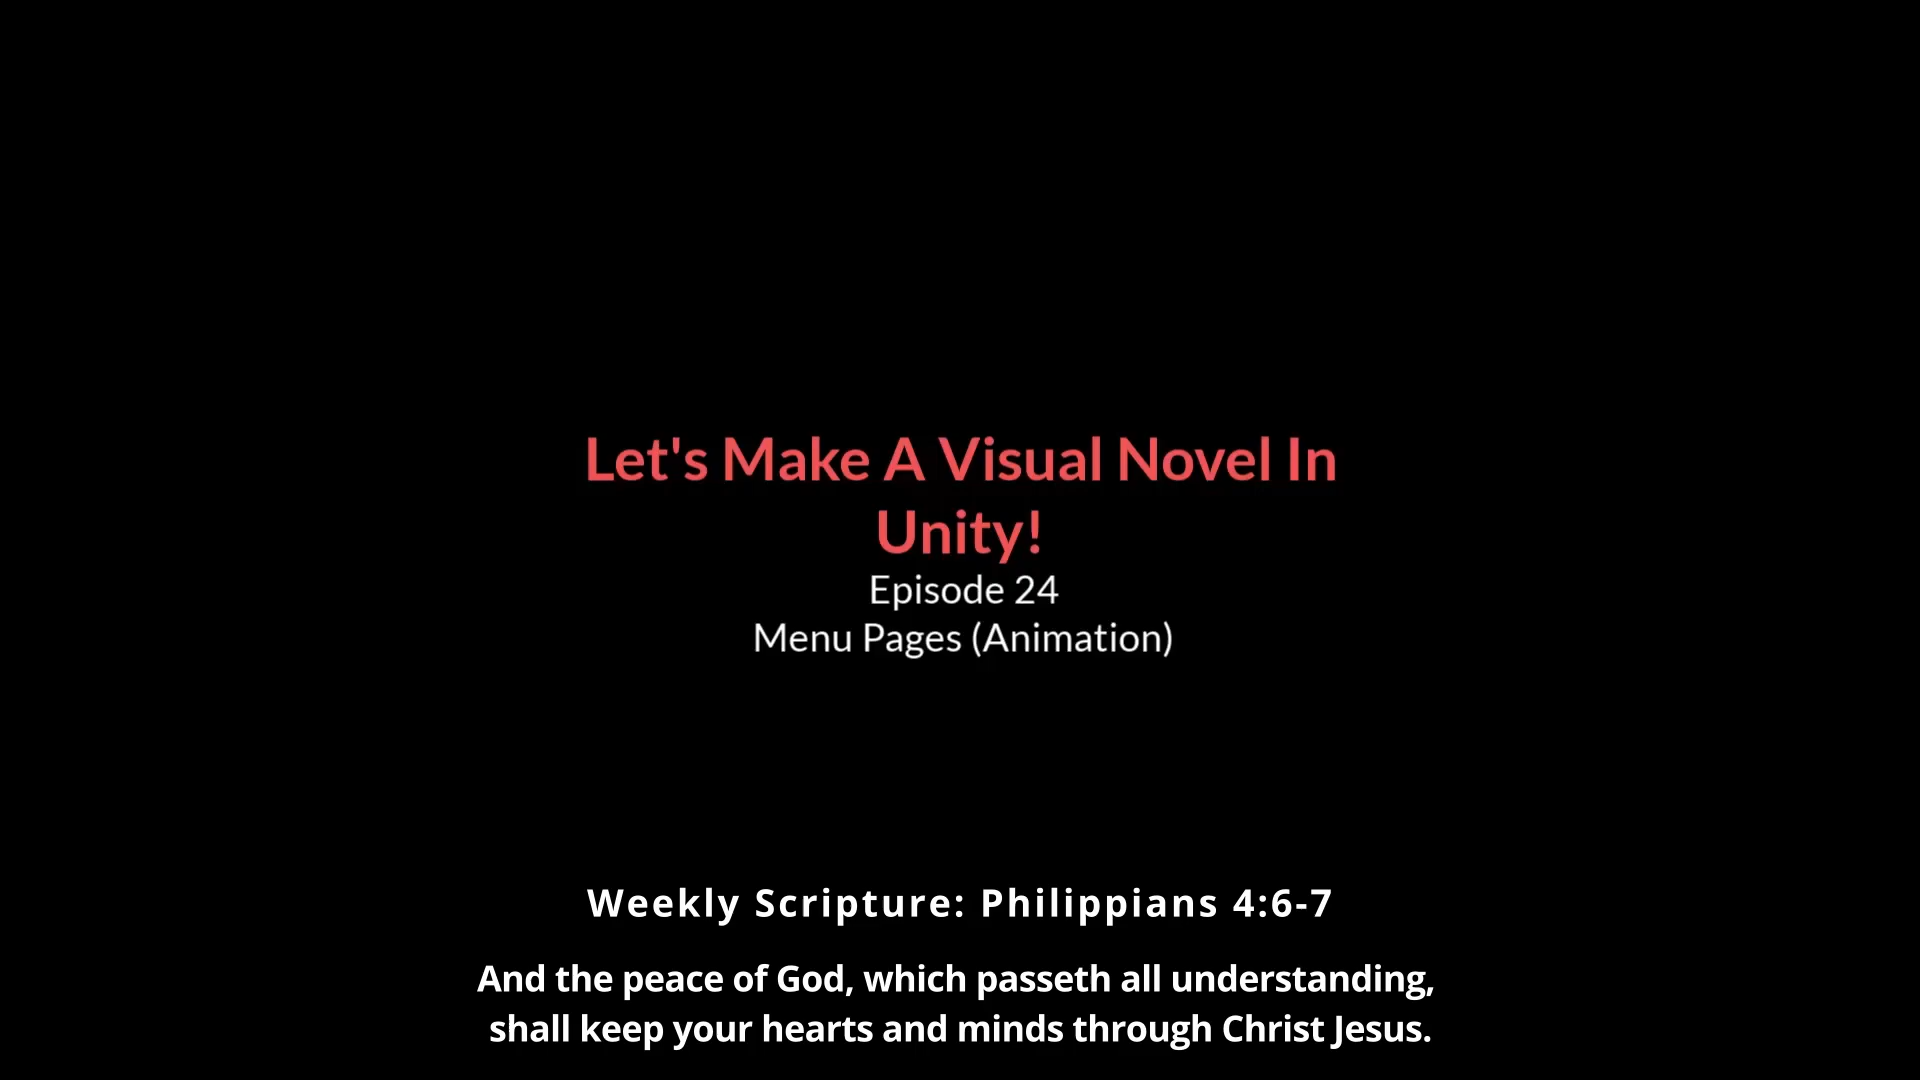 Let's Make A Visual Novel In
Unity!
Episode 24
Menu Pages (Animation)
Weekly Scripture: Philippians 4:6-7
And the peace of God, which passeth all understanding,
shall keep your hearts and minds through Christ Jesus.